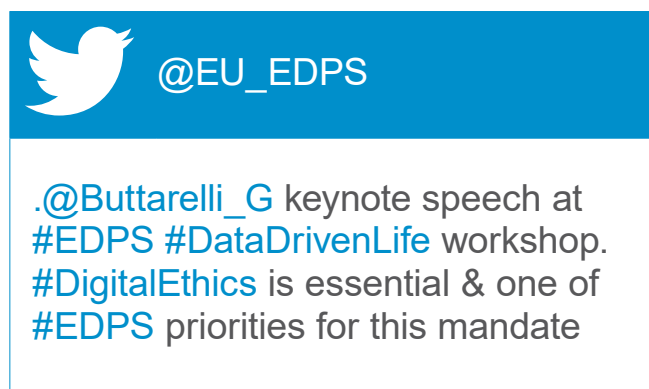 @EU_EDPS
.@Buttarelli_G keynote speech at
#EDPS #DataDrivenLife workshop.
#DigitalEthics is essential & one of
#EDPS priorities for this mandate